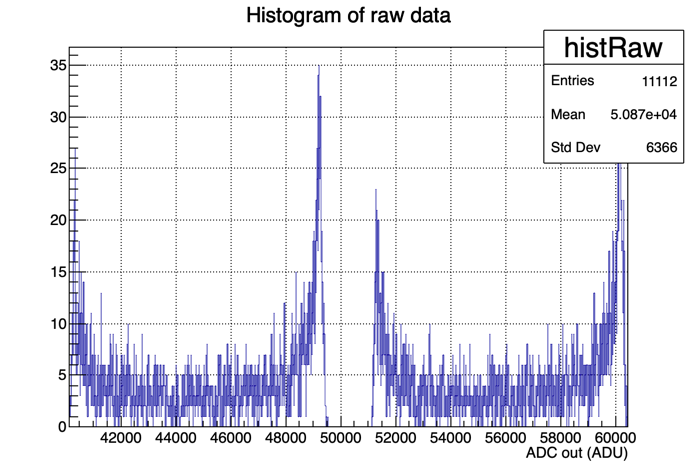 Histogram of raw data
histRaw
Entries 11112
Mean 5.087e+04
Std Dev 6366
35
30
25
20
15
10
5
0
42000 44000 46000 48000 50000 52000 54000 56000 58000 60000
ADC out (ADU)